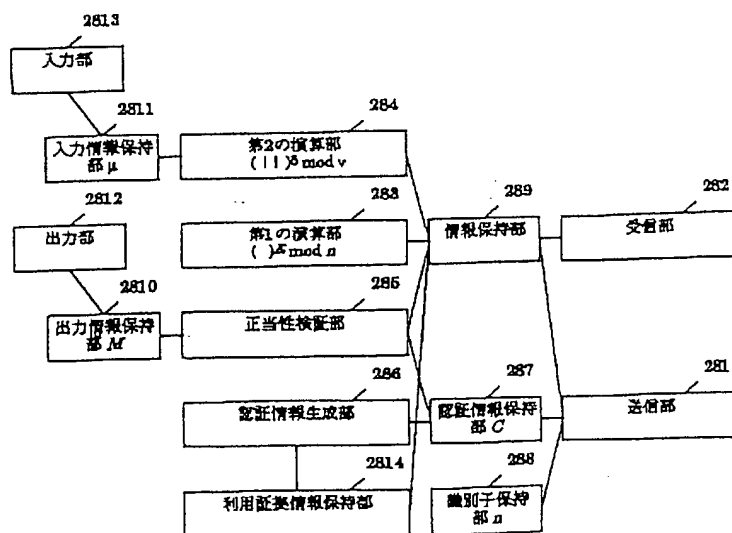 2813
入力部
2811
入力情報保持
部 μ
284
第2の演算部
( || )δ mod ν
2812
出力部
283
第1の演算部
( )E mod n
289
情報保持部
282
受信部
2810
出力情報保持
部 M
285
正当性検証部
286
認証情報生成部
287
認証情報保持
部 C
281
送信部
2814
利用証拠情報保持部
288
識別子保持
部 n